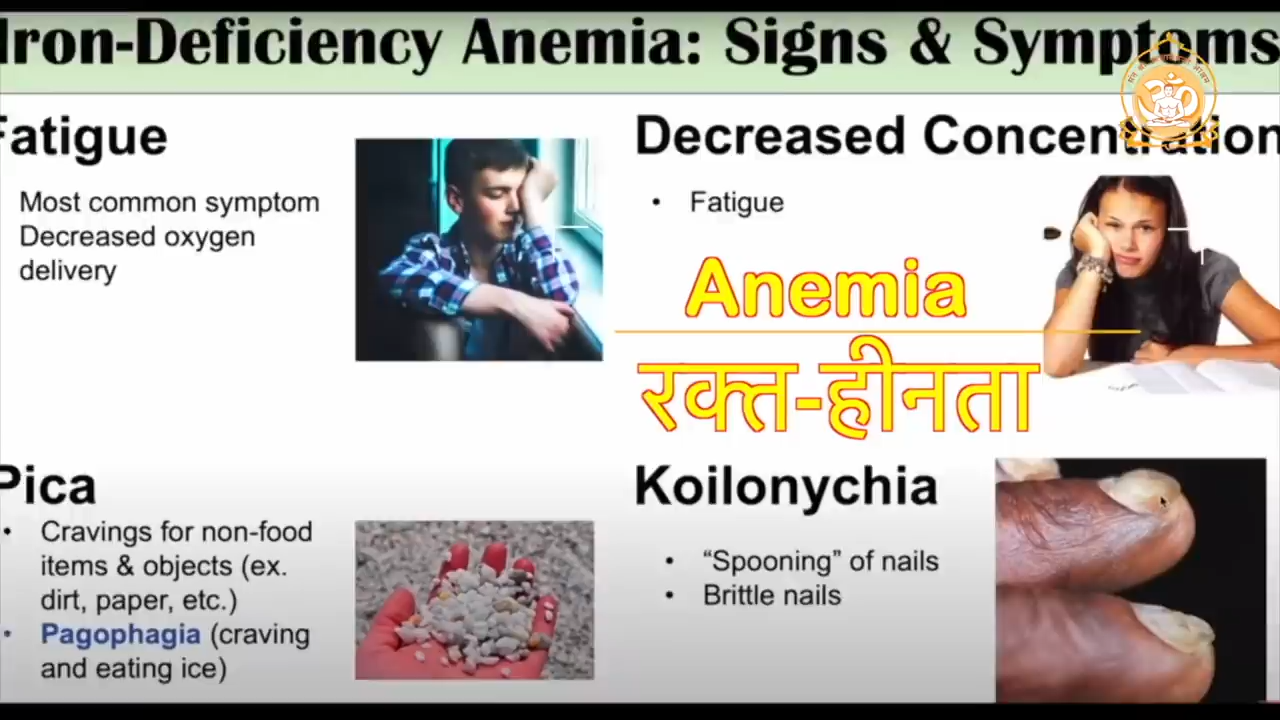 Iron-Deficiency Anemia: Signs & Symptoms
Fatigue
Most common symptom
Decreased oxygen
delivery
Decreased Concentration
• Fatigue
Anemia
रक्त-हीनता
Pica
• Cravings for non-food
items & objects (ex.
dirt, paper, etc.)
• Pagophagia (craving
and eating ice)
Koilonychia
• “Spooning” of nails
• Brittle nails